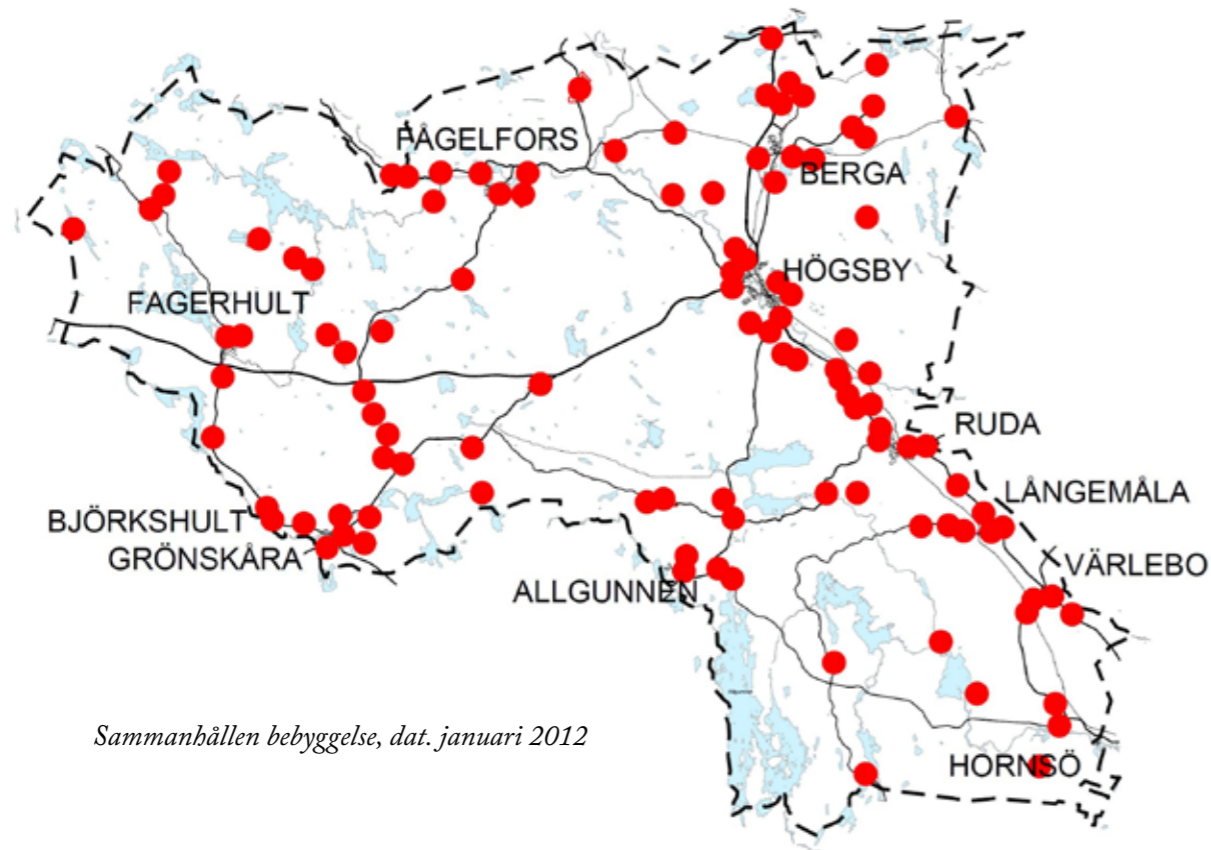 FÅGELFORS
BERGA
HÖGSBY
FAGERHULT
RUDA
LÅNGEMÅLA
BJÖRKSHULT
GRÖNSKÅRA
VÄRLEBO
ALLGUNNEN
Sammanhållen bebyggelse, dat. januari 2012
HORNSÖ